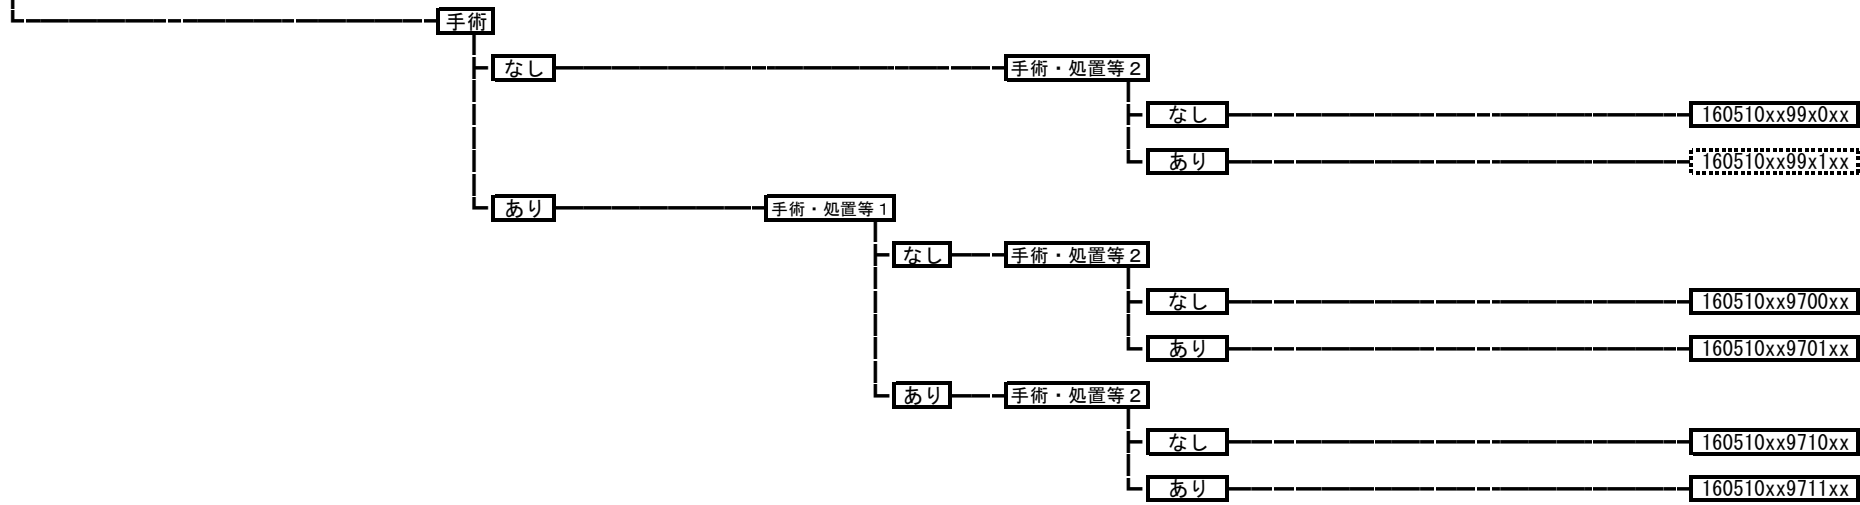 手術
なし 手術・処置等２
なし 160510xx99x0xx
あり 160510xx99x1xx
あり 手術・処置等１
なし 手術・処置等２
なし 160510xx9700xx
あり 160510xx9701xx
あり 手術・処置等２
なし 160510xx9710xx
あり 160510xx9711xx